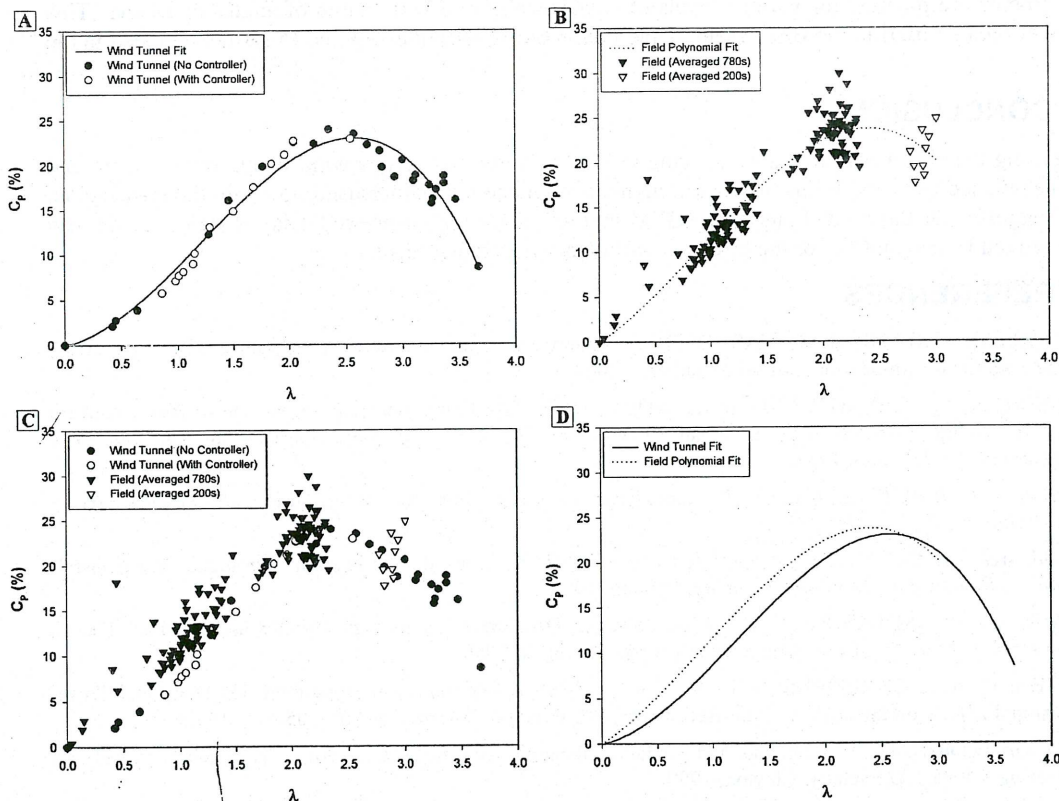 A
35
30
25
20
15
10
5
0
C_P (%)
Wind Tunnel Fit
Wind Tunnel (No Controller)
Wind Tunnel (With Controller)
0.0 0.5 1.0 1.5 2.0 2.5 3.0 3.5 4.0
λ
B
35
30
25
20
15
10
5
0
C_P (%)
Field Polynomial Fit
Field (Averaged 780s)
Field (Averaged 200s)
0.0 0.5 1.0 1.5 2.0 2.5 3.0 3.5 4.0
λ
C
35
30
25
20
15
10
5
0
C_P (%)
Wind Tunnel (No Controller)
Wind Tunnel (With Controller)
Field (Averaged 780s)
Field (Averaged 200s)
0.0 0.5 1.0 1.5 2.0 2.5 3.0 3.5 4.0
λ
D
35
30
25
20
15
10
5
0
C_P (%)
Wind Tunnel Fit
Field Polynomial Fit
0.0 0.5 1.0 1.5 2.0 2.5 3.0 3.5 4.0
λ